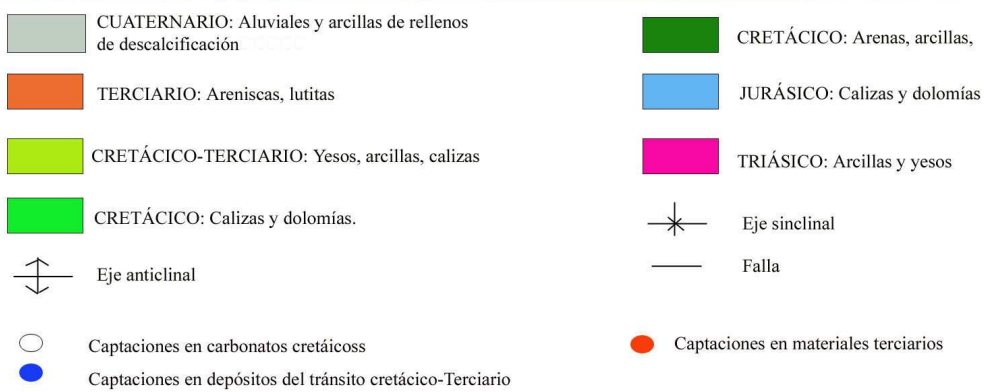 CUATERNARIO: Aluviales y arcillas de rellenos
de descalcificación
TERCIARIO: Areniscas, lutitas
CRETÁCICO-TERCIARIO: Yesos, arcillas, calizas
CRETÁCICO: Calizas y dolomías.
Eje anticlinal
Captaciones en carbonatos cretáicoss
Captaciones en depósitos del tránsito cretácico-Terciario
CRETÁCICO: Arenas, arcillas,
JURÁSICO: Calizas y dolomías
TRIÁSICO: Arcillas y yesos
Eje sinclinal
Falla
Captaciones en materiales terciarios